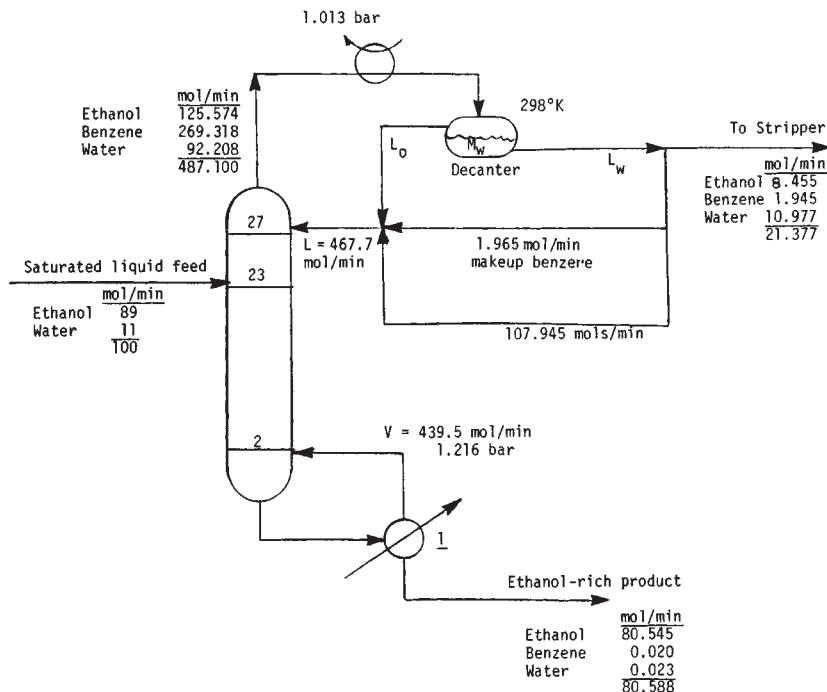 1.013 bar
mol/min
Ethanol 125.574
Benzene 269.318
Water 92.208
487.100
298°K
L₀
M_W
Decanter
L_W
To Stripper
mol/min
Ethanol 8.455
Benzene 1.945
Water 10.977
21.377
27
L = 467.7
mol/min
1.965 mol/min
makeup benzene
Saturated liquid feed
23
mol/min
Ethanol 89
Water 11
100
107.945 mols/min
2
V = 439.5 mol/min
1.216 bar
1
Ethanol-rich product
mol/min
Ethanol 80.545
Benzene 0.020
Water 0.023
80.588